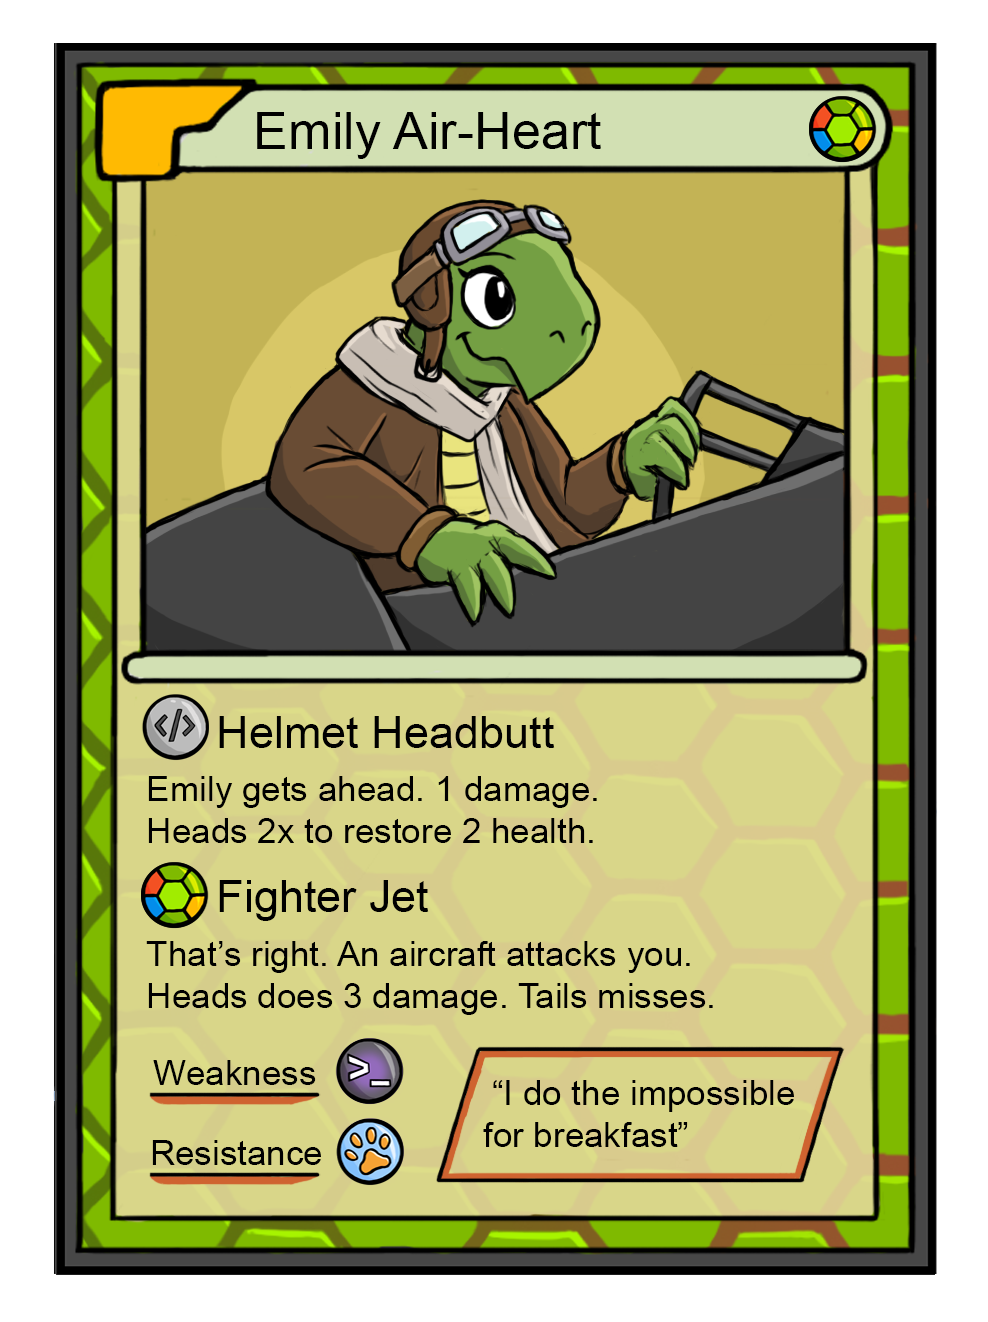 Emily Air-Heart
</> Helmet Headbutt
Emily gets ahead. 1 damage.
Heads 2x to restore 2 health.
Fighter Jet
That’s right. An aircraft attacks you.
Heads does 3 damage. Tails misses.
Weakness >_
Resistance
“I do the impossible
for breakfast”